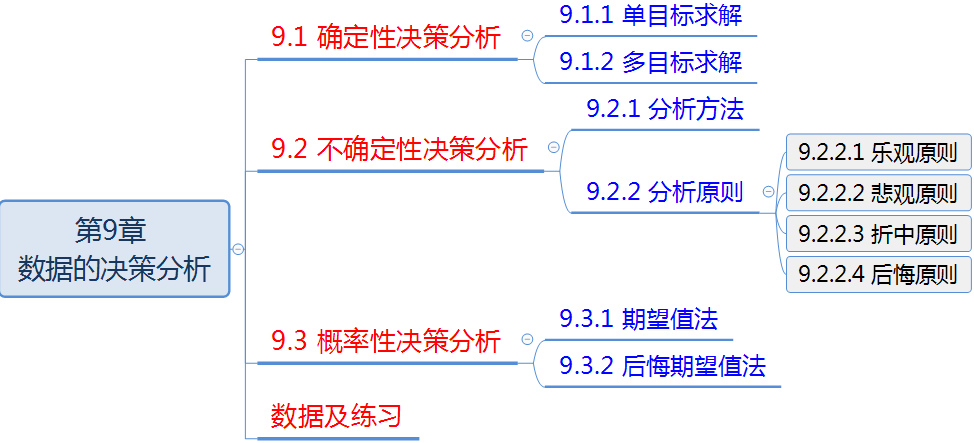 第9章
数据的决策分析
9.1 确定性决策分析
9.1.1 单目标求解
9.1.2 多目标求解
9.2 不确定性决策分析
9.2.1 分析方法
9.2.2 分析原则
9.2.2.1 乐观原则
9.2.2.2 悲观原则
9.2.2.3 折中原则
9.2.2.4 后悔原则
9.3 概率性决策分析
9.3.1 期望值法
9.3.2 后悔期望值法
数据及练习